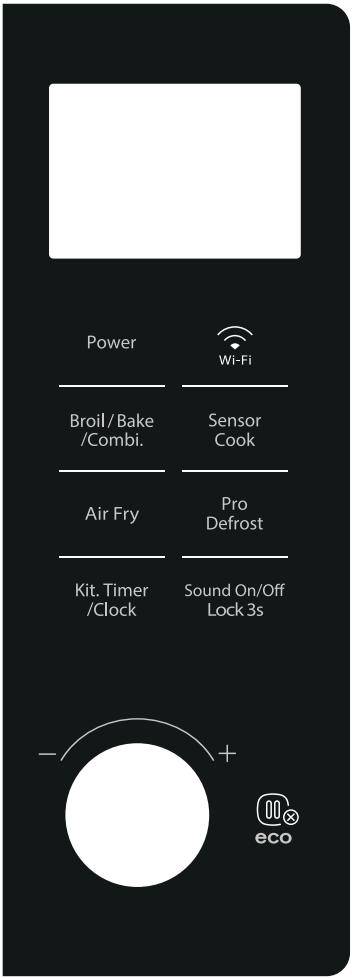 Power
Wi-Fi
Broil / Bake
/Combi.
Sensor
Cook
Air Fry
Pro
Defrost
Kit. Timer
/Clock
Sound On/Off
Lock 3s
− +
eco